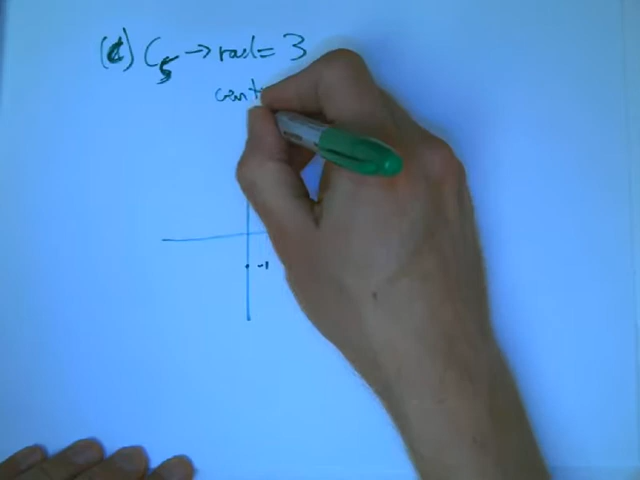 (c) C5 → rad = 3
cent
-1